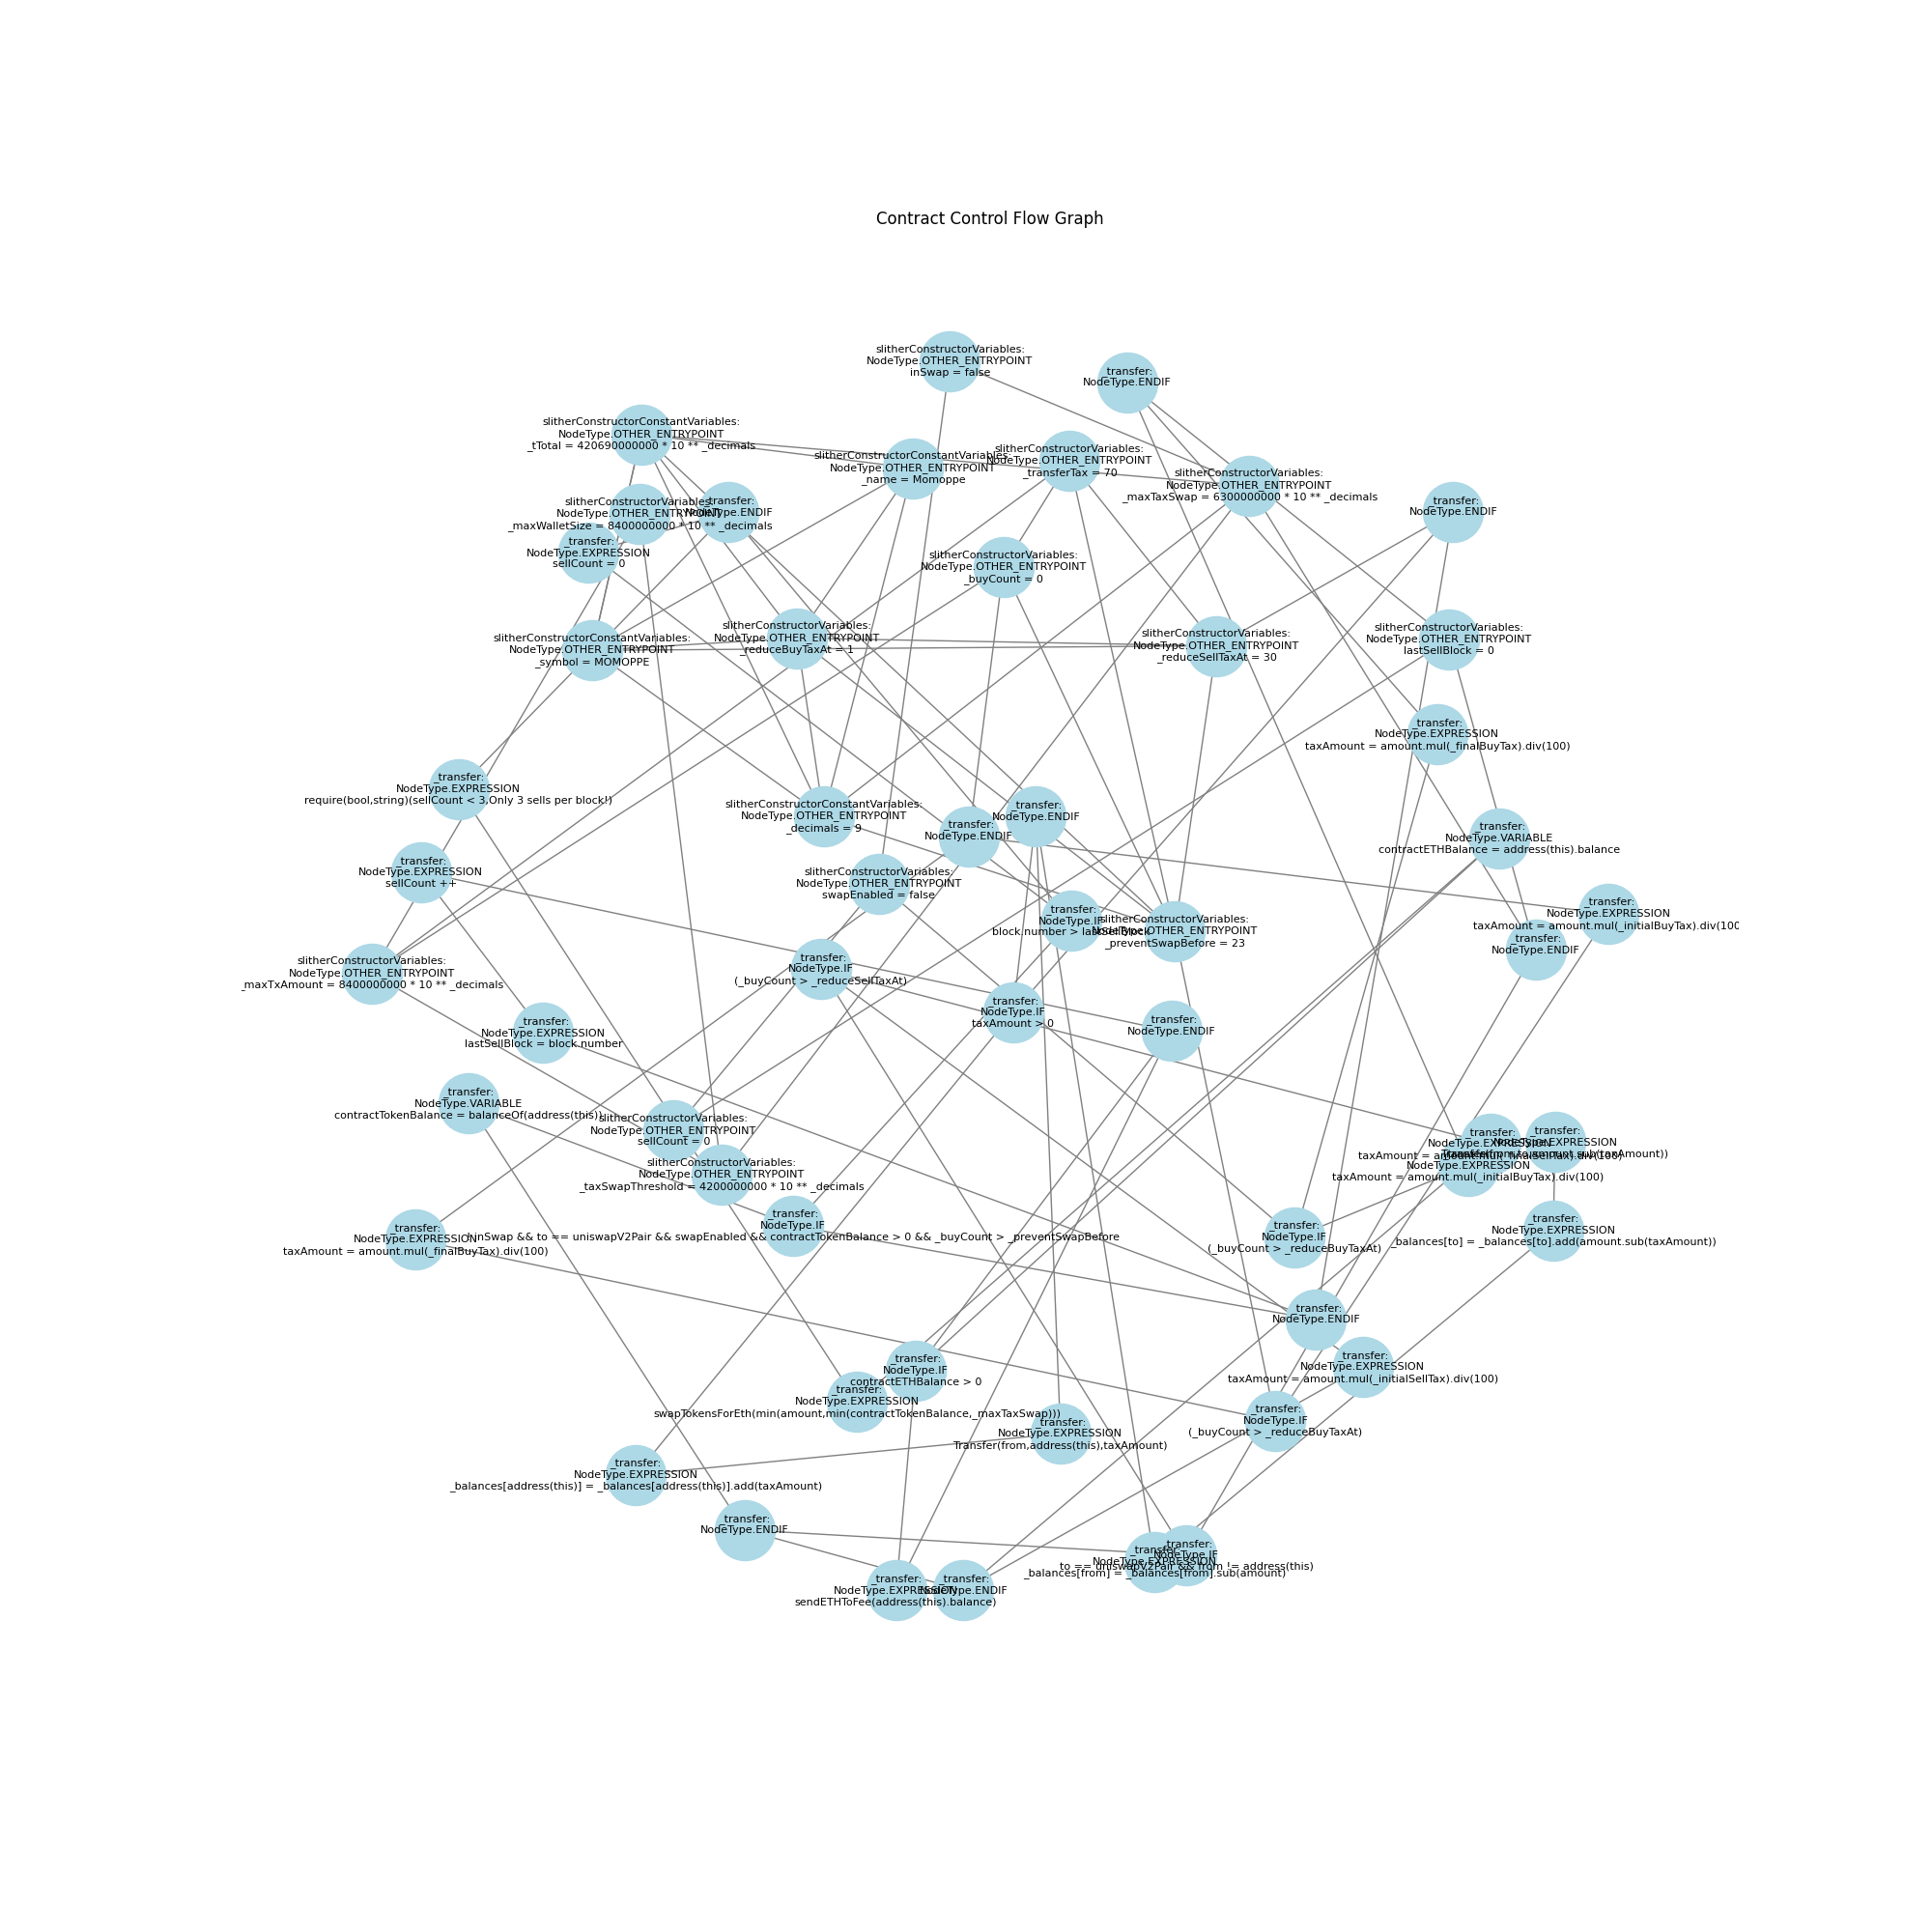 Contract Control Flow Graph
slitherConstructorVariables:
NodeType.OTHER_ENTRYPOINT
inSwap = false
_transfer:
NodeType.ENDIF
slitherConstructorConstantVariables:
NodeType.OTHER_ENTRYPOINT
_tTotal = 420690000000 * 10 ** _decimals
slitherConstructorConstantVariables:
NodeType.OTHER_ENTRYPOINT
_name = Momoppe
slitherConstructorVariables:
NodeType.OTHER_ENTRYPOINT
_transferTax = 70
slitherConstructorVariables:
NodeType.OTHER_ENTRYPOINT
_maxTaxSwap = 6300000000 * 10 ** _decimals
_transfer:
NodeType.ENDIF
slitherConstructorVariables:
NodeType.OTHER_ENTRYPOINT
_maxWalletSize = 8400000000 * 10 ** _decimals
_transfer:
NodeType.ENDIF
_transfer:
NodeType.EXPRESSION
sellCount = 0
slitherConstructorVariables:
NodeType.OTHER_ENTRYPOINT
_buyCount = 0
slitherConstructorConstantVariables:
NodeType.OTHER_ENTRYPOINT
_symbol = MOMOPPE
slitherConstructorVariables:
NodeType.OTHER_ENTRYPOINT
_reduceBuyTaxAt = 1
slitherConstructorVariables:
NodeType.OTHER_ENTRYPOINT
_reduceSellTaxAt = 30
slitherConstructorVariables:
NodeType.OTHER_ENTRYPOINT
lastSellBlock = 0
_transfer:
NodeType.EXPRESSION
taxAmount = amount.mul(_finalBuyTax).div(100)
_transfer:
NodeType.EXPRESSION
require(bool,string)(sellCount < 3,Only 3 sells per block!)
slitherConstructorConstantVariables:
NodeType.OTHER_ENTRYPOINT
_decimals = 9
_transfer:
NodeType.ENDIF
_transfer:
NodeType.ENDIF
_transfer:
NodeType.VARIABLE
contractETHBalance = address(this).balance
_transfer:
NodeType.EXPRESSION
sellCount ++
slitherConstructorVariables:
NodeType.OTHER_ENTRYPOINT
swapEnabled = false
_transfer:
NodeType.IF
block.number > lastSellBlock
slitherConstructorVariables:
NodeType.OTHER_ENTRYPOINT
_preventSwapBefore = 23
_transfer:
NodeType.EXPRESSION
taxAmount = amount.mul(_initialBuyTax).div(100
_transfer:
NodeType.ENDIF
slitherConstructorVariables:
NodeType.OTHER_ENTRYPOINT
_maxTxAmount = 8400000000 * 10 ** _decimals
_transfer:
NodeType.IF
(_buyCount > _reduceSellTaxAt)
_transfer:
NodeType.IF
taxAmount > 0
_transfer:
NodeType.ENDIF
_transfer:
NodeType.EXPRESSION
lastSellBlock = block.number
_transfer:
NodeType.VARIABLE
contractTokenBalance = balanceOf(address(this))
slitherConstructorVariables:
NodeType.OTHER_ENTRYPOINT
sellCount = 0
slitherConstructorVariables:
NodeType.OTHER_ENTRYPOINT
_taxSwapThreshold = 4200000000 * 10 ** _decimals
_transfer:
NodeType.EXPRESSION
taxAmount = amount.mul(_finalSellTax).div(100)
_transfer:
NodeType.EXPRESSION
NodeType.EXPRESSION
taxAmount = amount.mul(_initialBuyTax).div(100)
_transfer:
NodeType.EXPRESSION
_balances[to] = _balances[to].add(amount.sub(taxAmount))
_transfer:
NodeType.EXPRESSION
taxAmount = amount.mul(_finalBuyTax).div(100)
_transfer:
NodeType.IF
! inSwap && to == uniswapV2Pair && swapEnabled && contractTokenBalance > 0 && _buyCount > _preventSwapBefore
_transfer:
NodeType.IF
(_buyCount > _reduceBuyTaxAt)
_transfer:
NodeType.ENDIF
_transfer:
NodeType.EXPRESSION
taxAmount = amount.mul(_initialSellTax).div(100)
_transfer:
NodeType.IF
contractETHBalance > 0
_transfer:
NodeType.EXPRESSION
swapTokensForEth(min(amount,min(contractTokenBalance,_maxTaxSwap)))
_transfer:
NodeType.IF
(_buyCount > _reduceBuyTaxAt)
_transfer:
NodeType.EXPRESSION
Transfer(from,address(this),taxAmount)
_transfer:
NodeType.EXPRESSION
_balances[address(this)] = _balances[address(this)].add(taxAmount)
_transfer:
NodeType.ENDIF
_transfer:
NodeType.IF
to == uniswapV2Pair && from != address(this)
_transfer:
NodeType.EXPRESSION
_balances[from] = _balances[from].sub(amount)
_transfer:
NodeType.EXPRESSION
sendETHToFee(address(this).balance)
_transfer:
NodeType.ENDIF